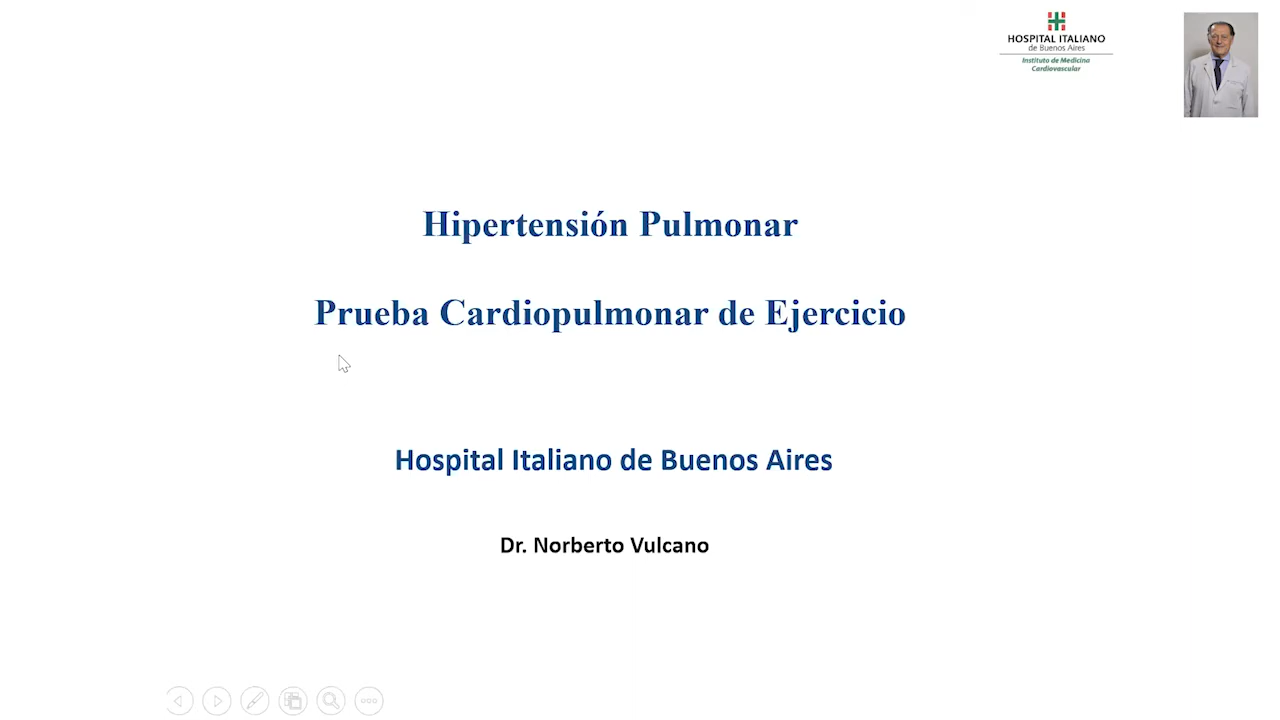 HOSPITAL ITALIANO
de Buenos Aires
Instituto de Medicina
Cardiovascular
Hipertensión Pulmonar
Prueba Cardiopulmonar de Ejercicio
Hospital Italiano de Buenos Aires
Dr. Norberto Vulcano